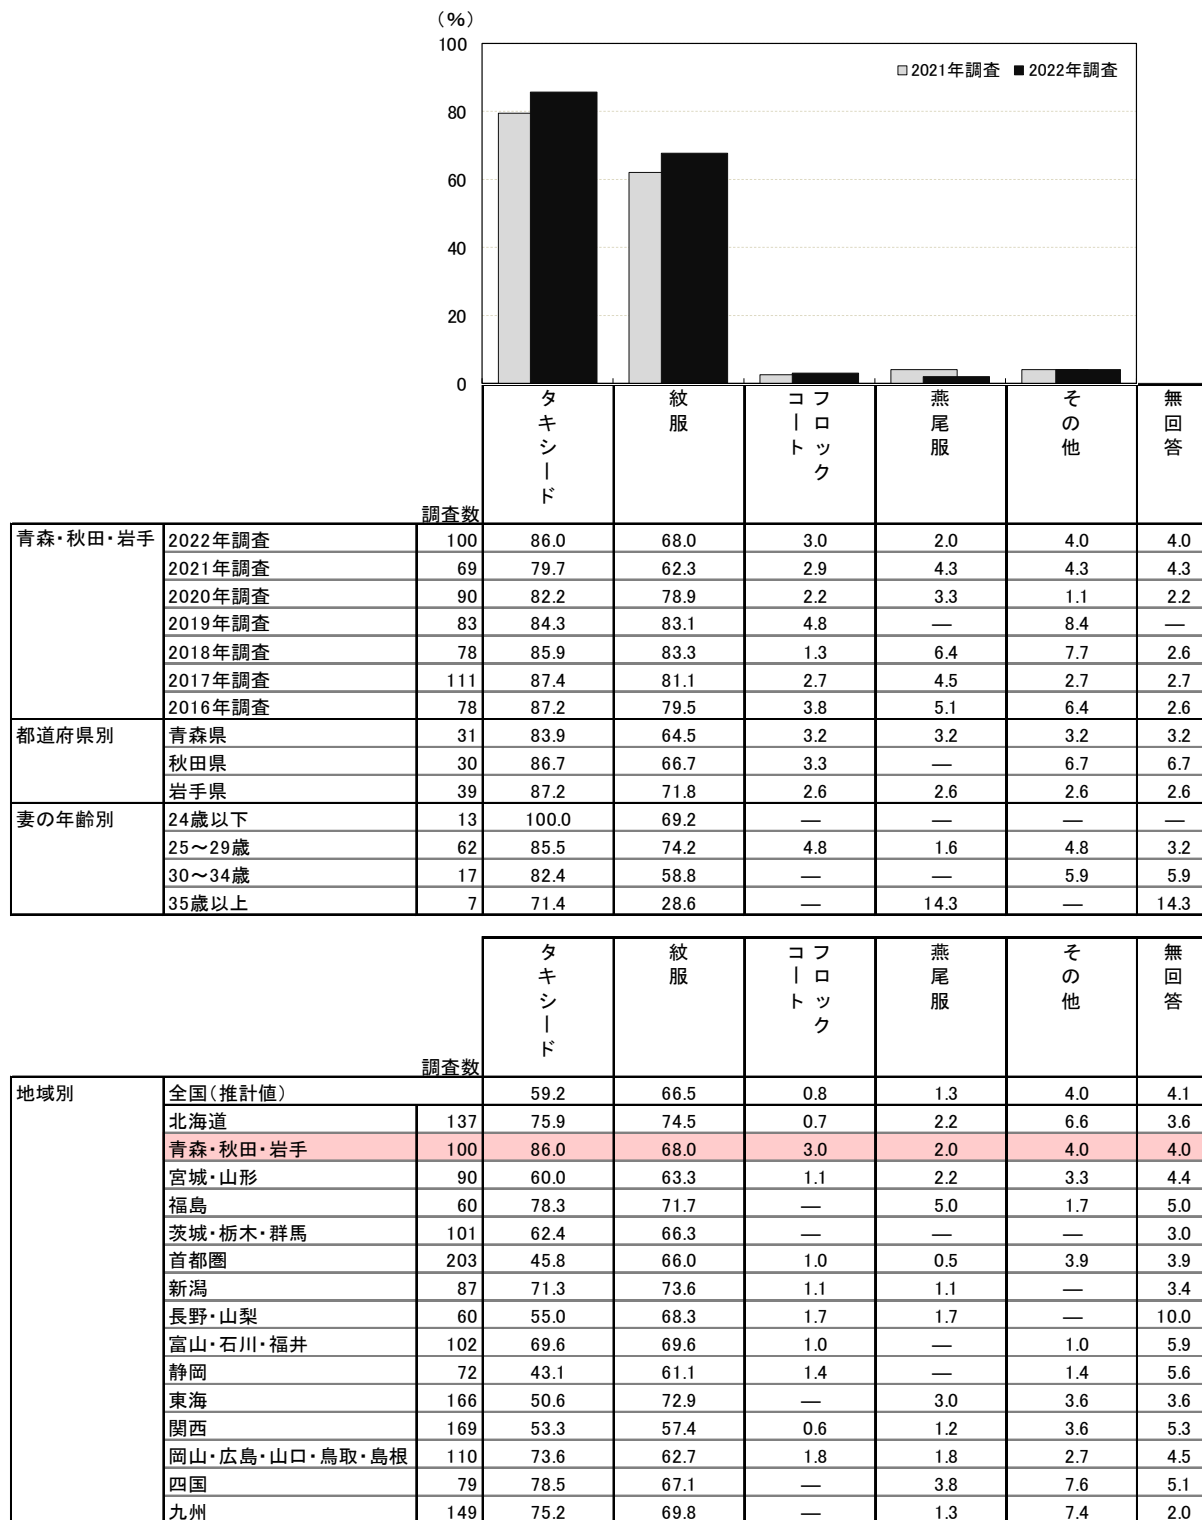 (%)
100
80
60
40
20
0
2021年調査 2022年調査
調査数 タキシード 紋服 フロックコート 燕尾服 その他 無回答
青森・秋田・岩手 2022年調査 100 86.0 68.0 3.0 2.0 4.0 4.0
2021年調査 69 79.7 62.3 2.9 4.3 4.3 4.3
2020年調査 90 82.2 78.9 2.2 3.3 1.1 2.2
2019年調査 83 84.3 83.1 4.8 — 8.4 —
2018年調査 78 85.9 83.3 1.3 6.4 7.7 2.6
2017年調査 111 87.4 81.1 2.7 4.5 2.7 2.7
2016年調査 78 87.2 79.5 3.8 5.1 6.4 2.6
都道府県別 青森県 31 83.9 64.5 3.2 3.2 3.2 3.2
秋田県 30 86.7 66.7 3.3 — 6.7 6.7
岩手県 39 87.2 71.8 2.6 2.6 2.6 2.6
妻の年齢別 24歳以下 13 100.0 69.2 — — — —
25～29歳 62 85.5 74.2 4.8 1.6 4.8 3.2
30～34歳 17 82.4 58.8 — — 5.9 5.9
35歳以上 7 71.4 28.6 — 14.3 — 14.3
調査数 タキシード 紋服 フロックコート 燕尾服 その他 無回答
地域別 全国(推計値) 59.2 66.5 0.8 1.3 4.0 4.1
北海道 137 75.9 74.5 0.7 2.2 6.6 3.6
青森・秋田・岩手 100 86.0 68.0 3.0 2.0 4.0 4.0
宮城・山形 90 60.0 63.3 1.1 2.2 3.3 4.4
福島 60 78.3 71.7 — 5.0 1.7 5.0
茨城・栃木・群馬 101 62.4 66.3 — — — 3.0
首都圏 203 45.8 66.0 1.0 0.5 3.9 3.9
新潟 87 71.3 73.6 1.1 1.1 — 3.4
長野・山梨 60 55.0 68.3 1.7 1.7 — 10.0
富山・石川・福井 102 69.6 69.6 1.0 — 1.0 5.9
静岡 72 43.1 61.1 1.4 — 1.4 5.6
東海 166 50.6 72.9 — 3.0 3.6 3.6
関西 169 53.3 57.4 0.6 1.2 3.6 5.3
岡山・広島・山口・鳥取・島根 110 73.6 62.7 1.8 1.8 2.7 4.5
四国 79 78.5 67.1 — 3.8 7.6 5.1
九州 149 75.2 69.8 — 1.3 7.4 2.0